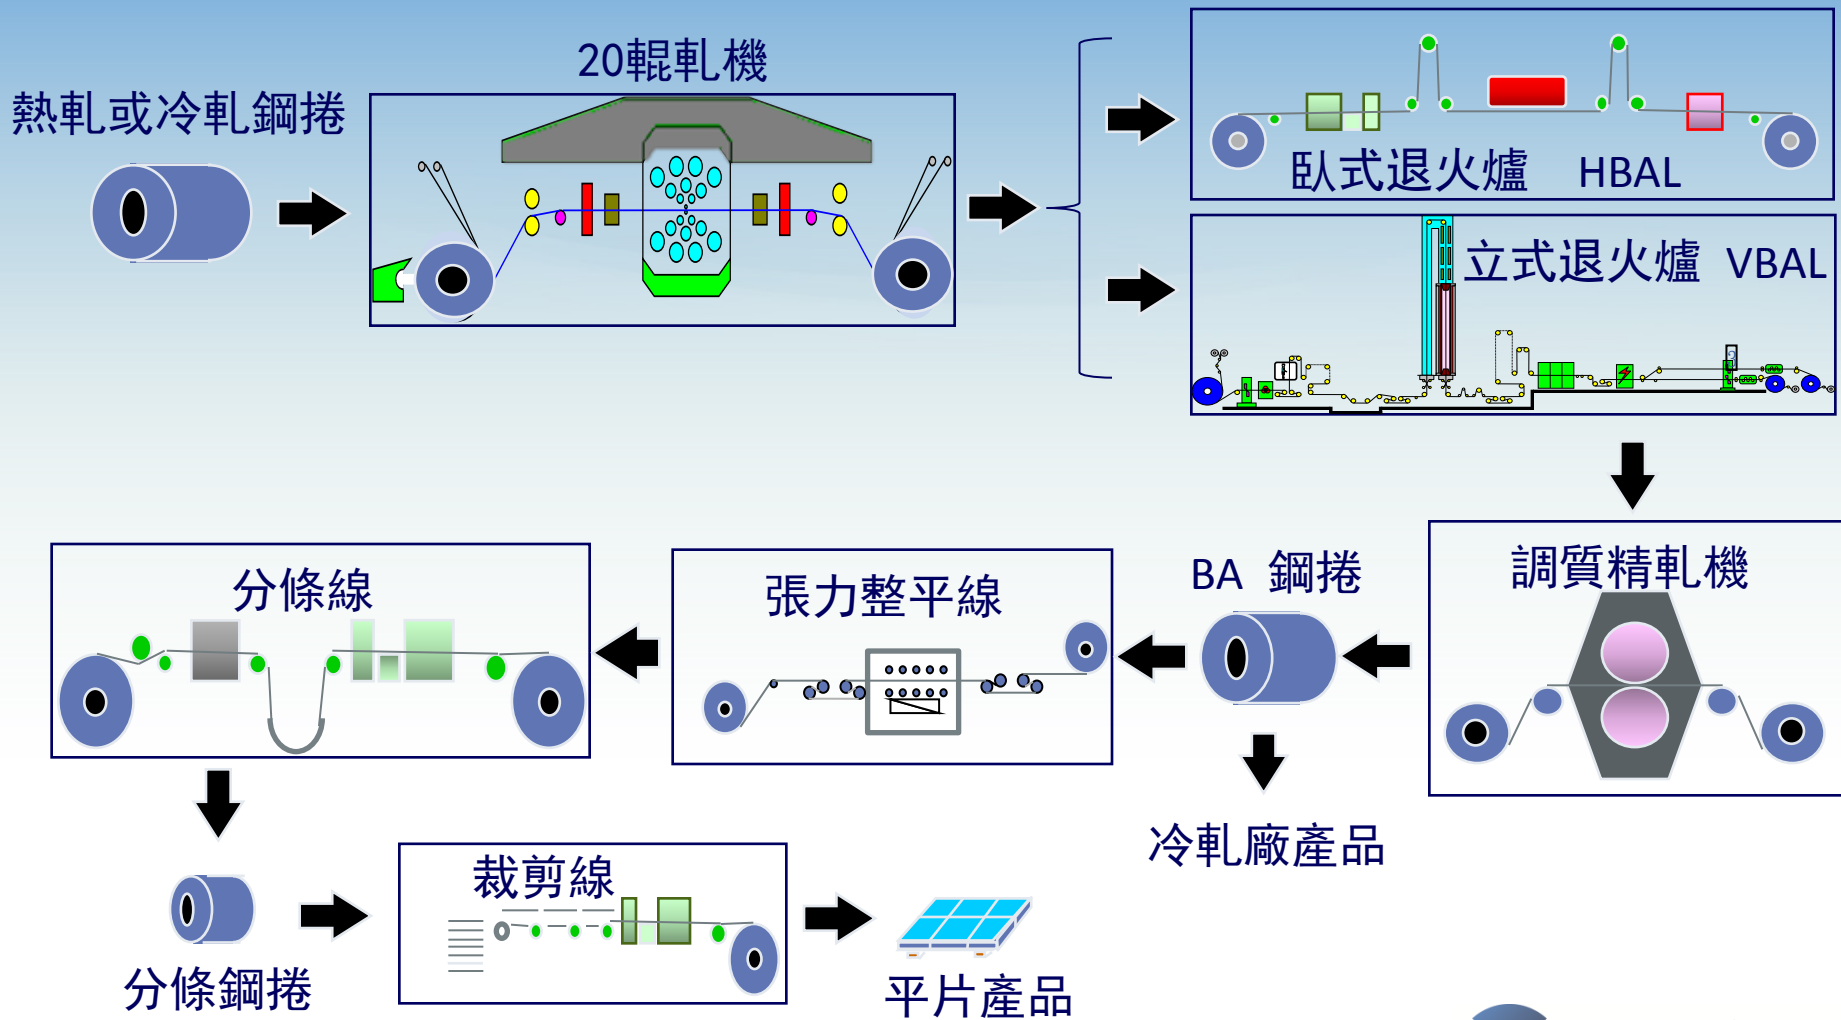 熱軋或冷軋鋼捲
20輥軋機
臥式退火爐 HBAL
立式退火爐 VBAL
調質精軋機
BA 鋼捲
冷軋廠產品
張力整平線
分條線
分條鋼捲
裁剪線
平片產品